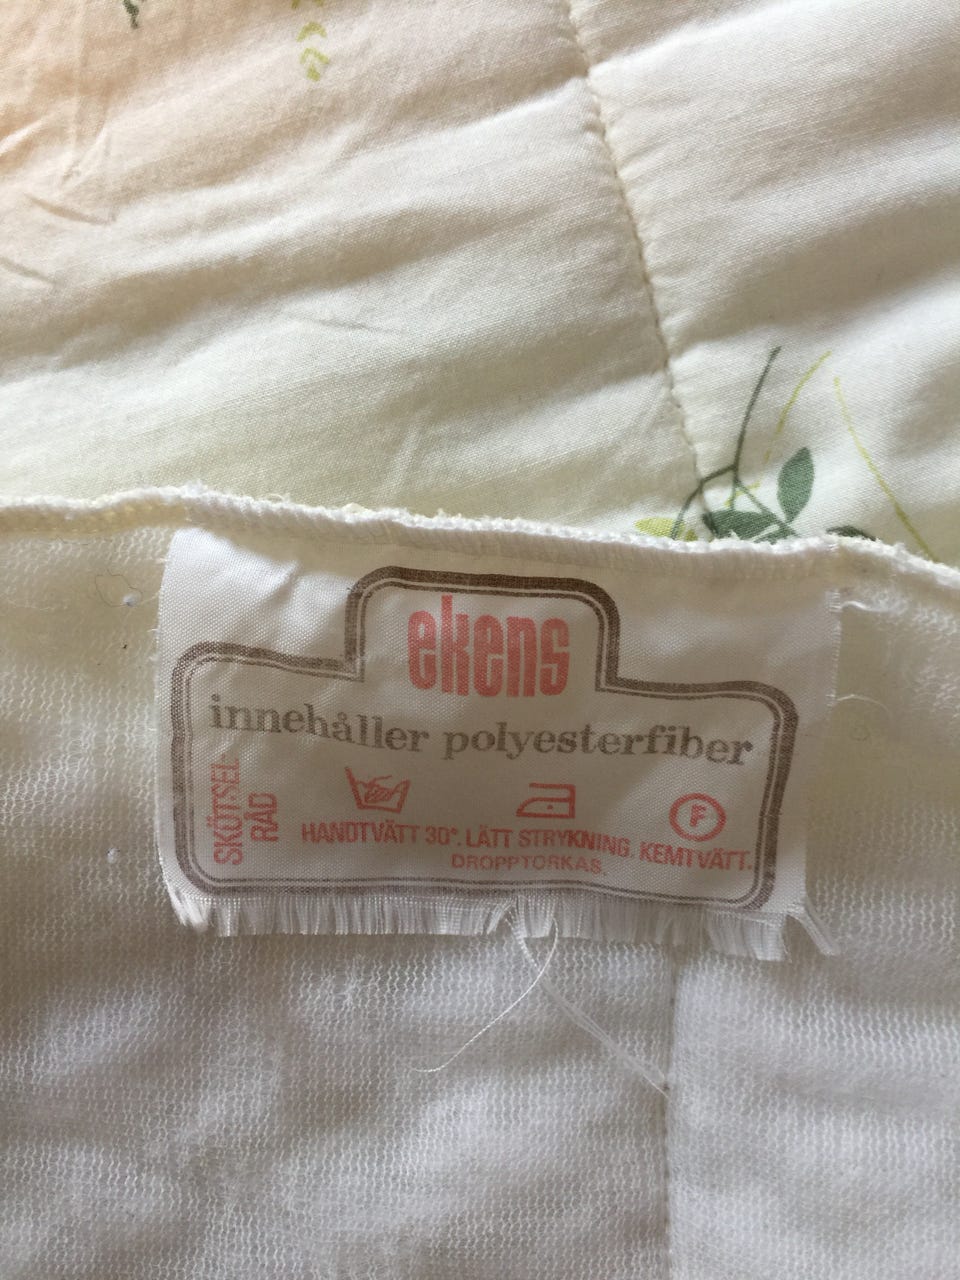 ekens
innehåller polyesterfiber
SKÖTSEL-
RÅD
F
HANDTVÄTT 30°. LÄTT STRYKNING. KEMTVÄTT.
DROPPTORKAS.